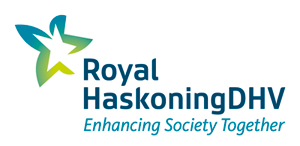 Royal
HaskoningDHV
Enhancing Society Together